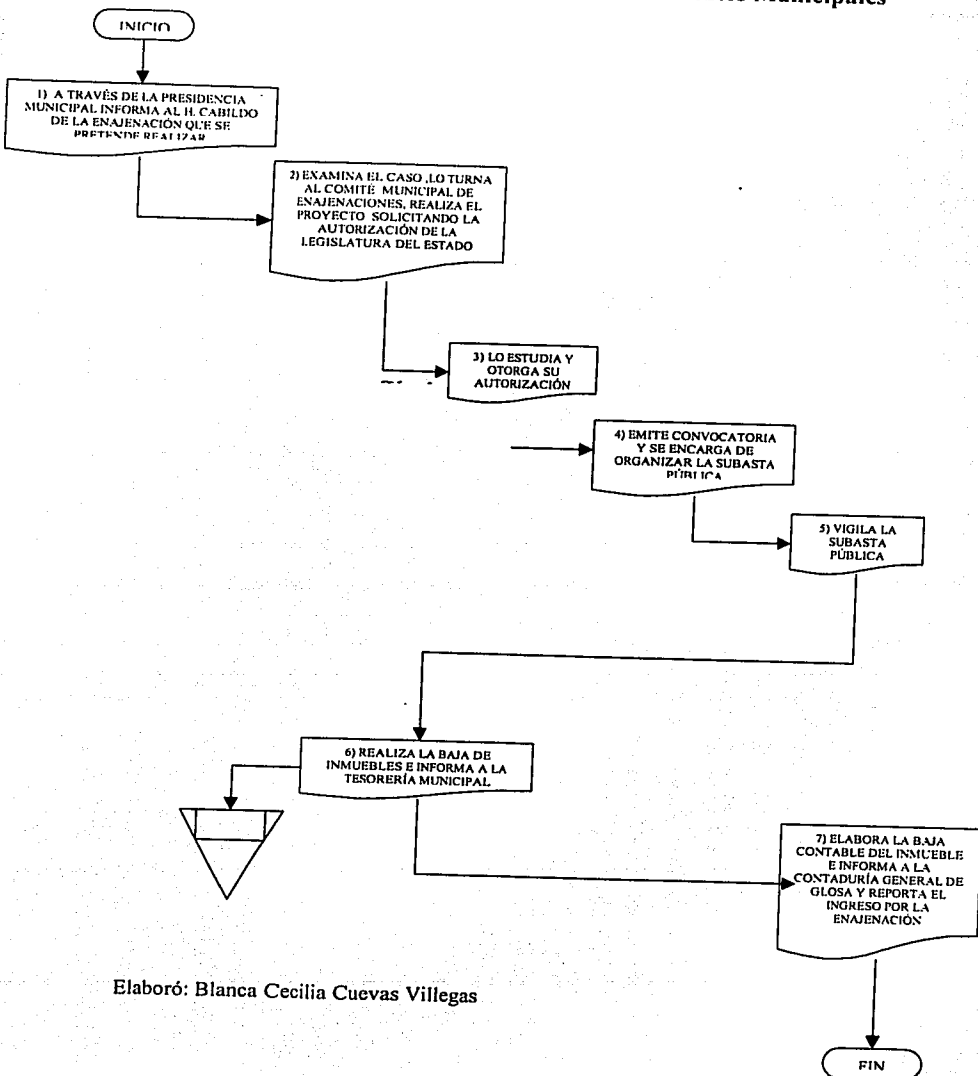 Municipales
INICIO
1) A TRAVÉS DE LA PRESIDENCIA
MUNICIPAL INFORMA AL H. CABILDO
DE LA ENAJENACIÓN QUE SE
PRETENDE REALIZAR
2) EXAMINA EL CASO ,LO TURNA
AL COMITÉ MUNICIPAL DE
ENAJENACIONES, REALIZA EL
PROYECTO SOLICITANDO LA
AUTORIZACIÓN DE LA
LEGISLATURA DEL ESTADO
3) LO ESTUDIA Y
OTORGA SU
AUTORIZACIÓN
4) EMITE CONVOCATORIA
Y SE ENCARGA DE
ORGANIZAR LA SUBASTA
PÚBLICA
5) VIGILA LA
SUBASTA
PÚBLICA
6) REALIZA LA BAJA DE
INMUEBLES E INFORMA A LA
TESORERÍA MUNICIPAL
7) ELABORA LA BAJA
CONTABLE DEL INMUEBLE
E INFORMA A LA
CONTADURÍA GENERAL DE
GLOSA Y REPORTA EL
INGRESO POR LA
ENAJENACIÓN
Elaboró: Blanca Cecilia Cuevas Villegas
FIN